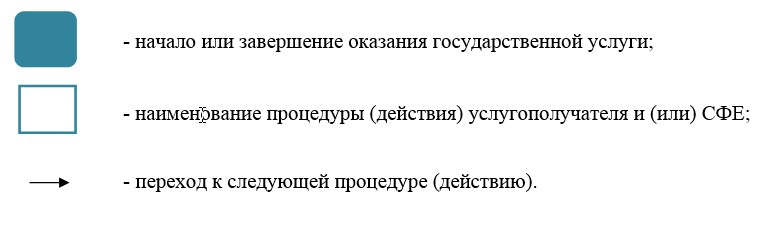 - начало или завершение оказания государственной услуги;
- наименование процедуры (действия) услугополучателя и (или) СФЕ;
- переход к следующей процедуре (действию).